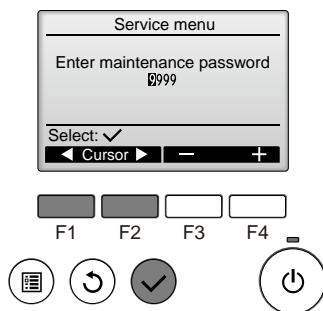 Service menu
Enter maintenance password
9999
Select: ✓
◀ Cursor ▶ − +
F1 F2 F3 F4